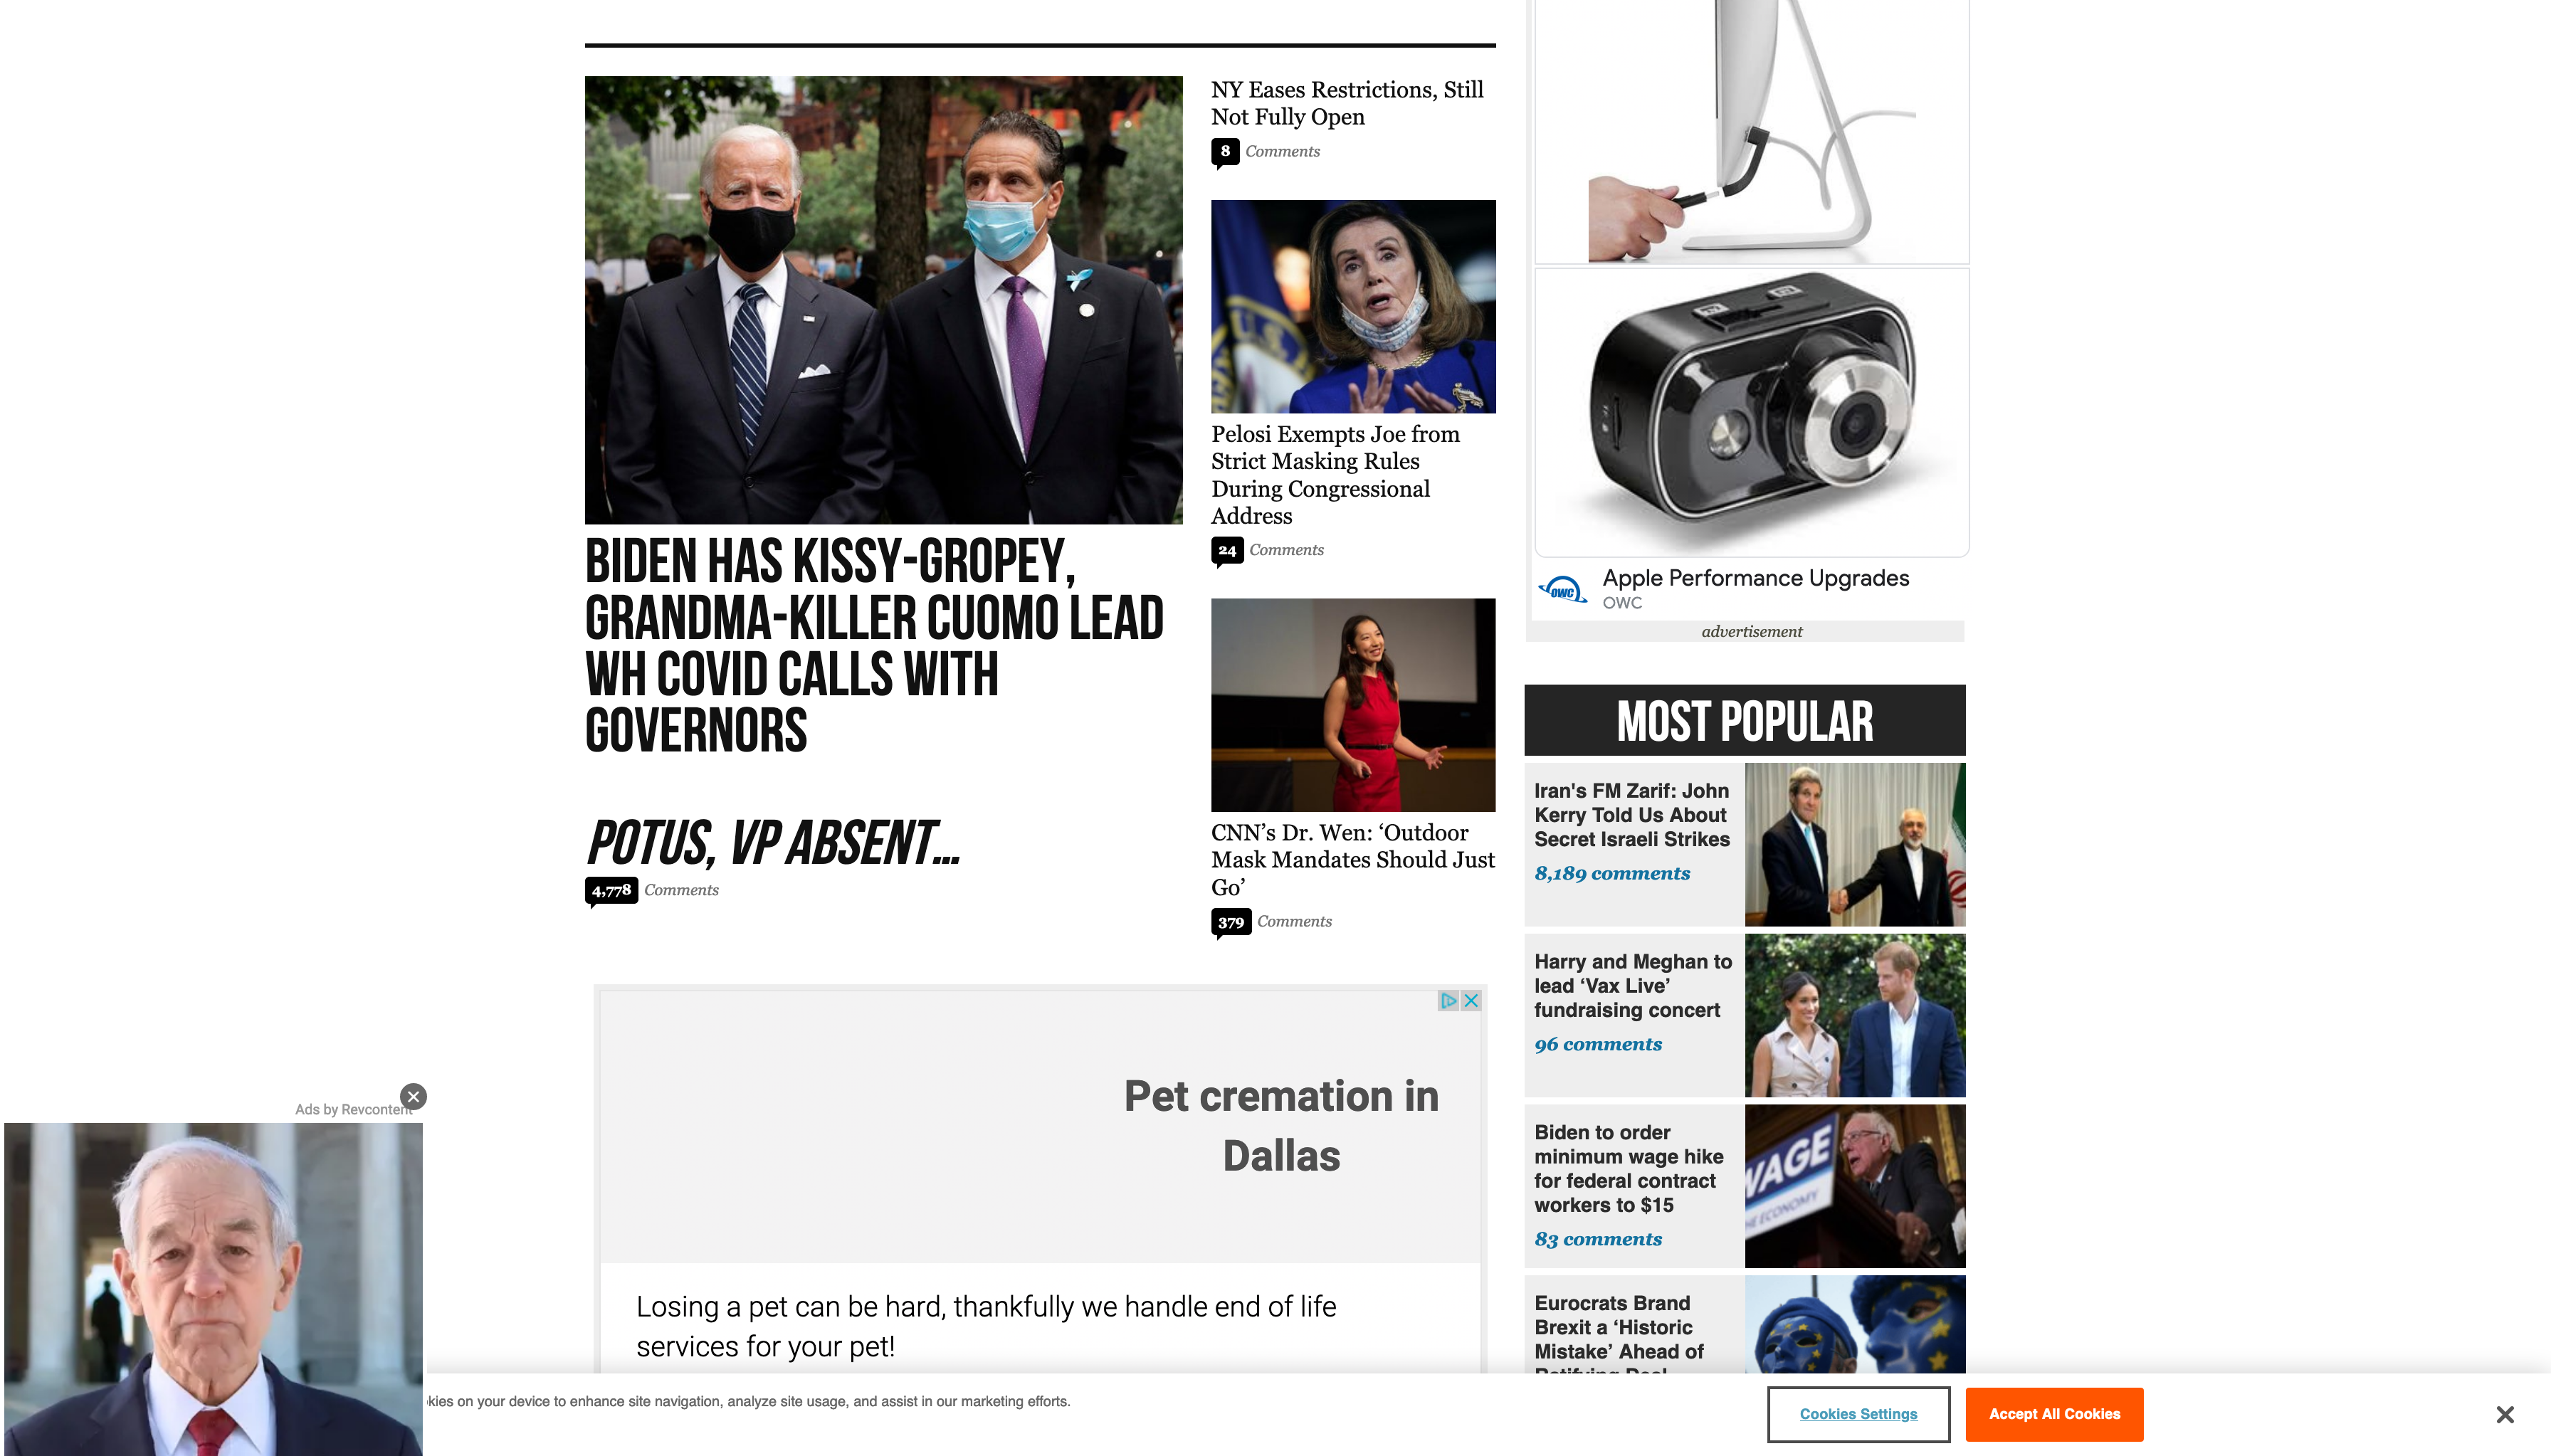 NY Eases Restrictions, Still
Not Fully Open
8 Comments
Pelosi Exempts Joe from
Strict Masking Rules
During Congressional
Address
24 Comments
BIDEN HAS KISSY-GROPEY,
GRANDMA-KILLER CUOMO LEAD
WH COVID CALLS WITH
GOVERNORS
POTUS, VP ABSENT...
4,778 Comments
CNN’s Dr. Wen: ‘Outdoor
Mask Mandates Should Just
Go’
379 Comments
OWC
Apple Performance Upgrades
OWC
advertisement
MOST POPULAR
Iran's FM Zarif: John
Kerry Told Us About
Secret Israeli Strikes
8,189 comments
Harry and Meghan to
lead ‘Vax Live’
fundraising concert
96 comments
Biden to order
minimum wage hike
for federal contract
workers to $15
83 comments
WAGE
HE ECONOMY
Eurocrats Brand
Brexit a ‘Historic
Mistake’ Ahead of
Pet cremation in
Dallas
Losing a pet can be hard, thankfully we handle end of life
services for your pet!
Ads by Revcontent
kies on your device to enhance site navigation, analyze site usage, and assist in our marketing efforts.
Cookies Settings
Accept All Cookies